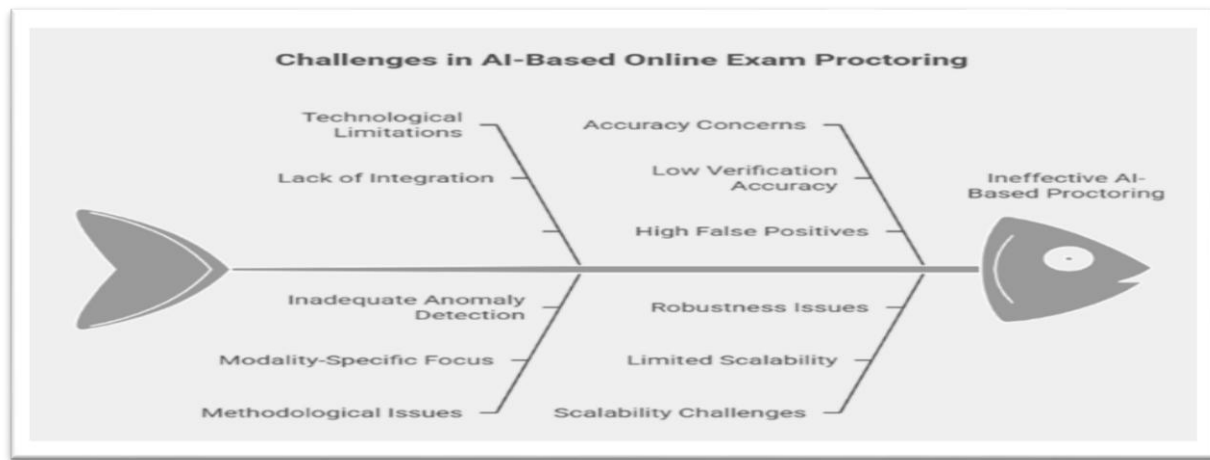 Challenges in AI-Based Online Exam Proctoring
Technological
Limitations
Lack of Integration
Accuracy Concerns
Low Verification
Accuracy
High False Positives
Ineffective AI-
Based Proctoring
Inadequate Anomaly
Detection
Modality-Specific Focus
Methodological Issues
Robustness Issues
Limited Scalability
Scalability Challenges